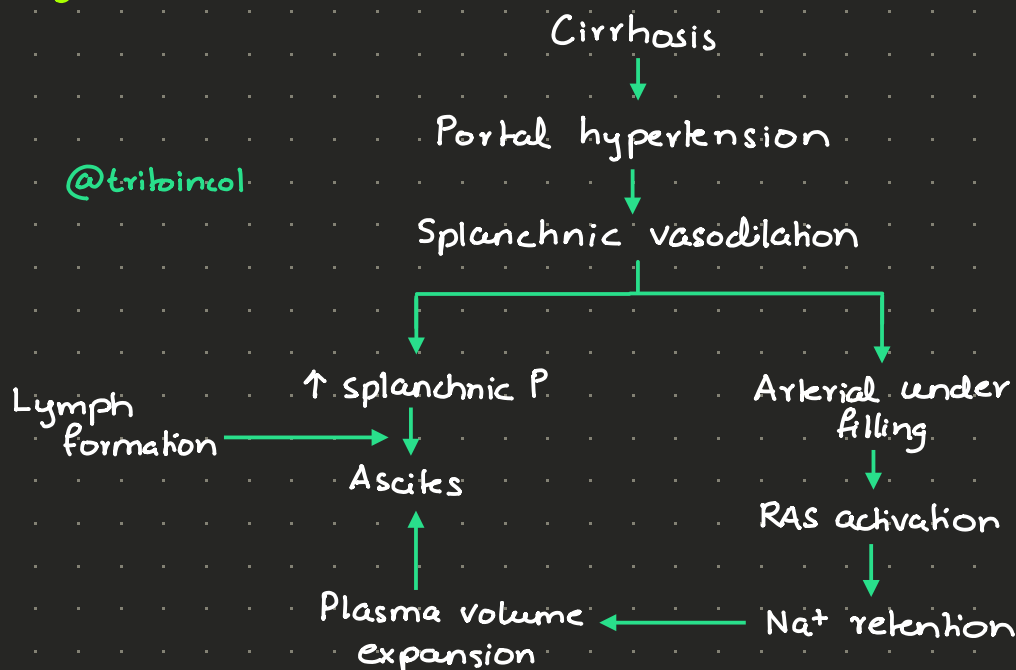 Cirrhosis
Portal hypertension
@tribincol
Splanchnic vasodilation
↑ splanchnic P
Arterial under
filling
Lymph
formation
Ascites
RAS activation
Plasma volume
expansion
Na⁺ retention